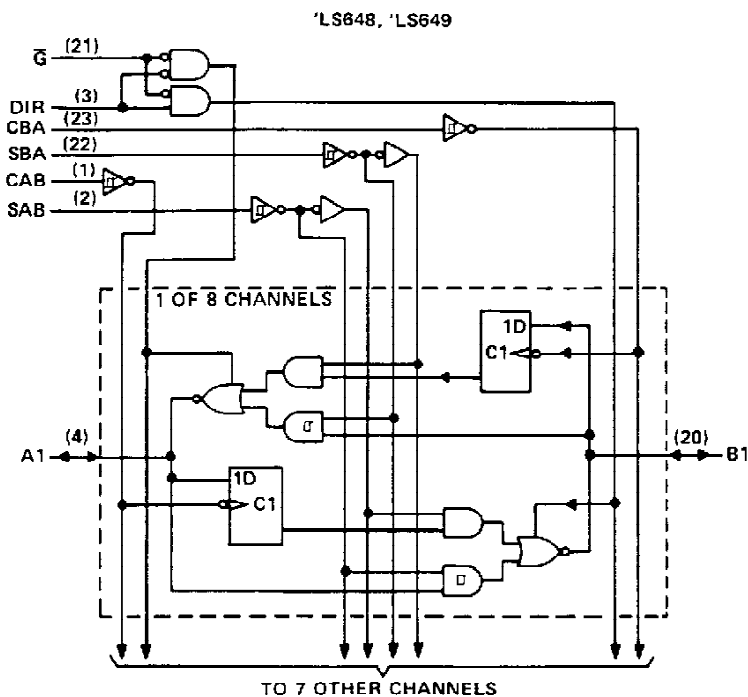 'LS648, 'LS649
G̅ (21)
DIR (3)
CBA (23)
SBA (22)
CAB (1)
SAB (2)
1 OF 8 CHANNELS
1D
C1
A1 (4)
(20) B1
1D
C1
TO 7 OTHER CHANNELS